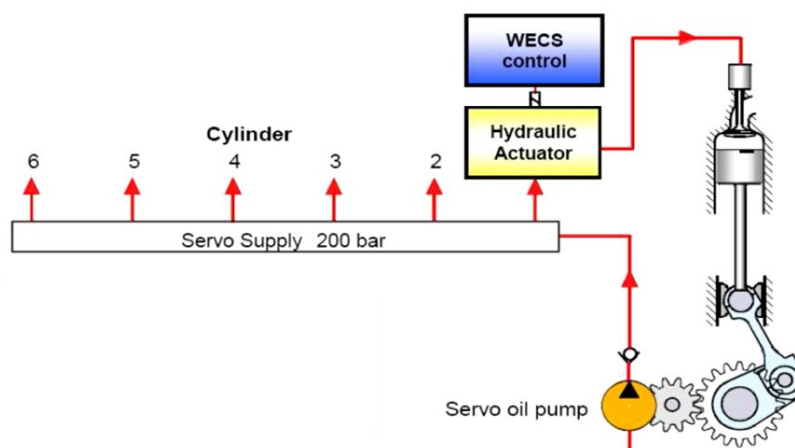 WECS
control
Hydraulic
Actuator
Cylinder
6 5 4 3 2
Servo Supply 200 bar
Servo oil pump